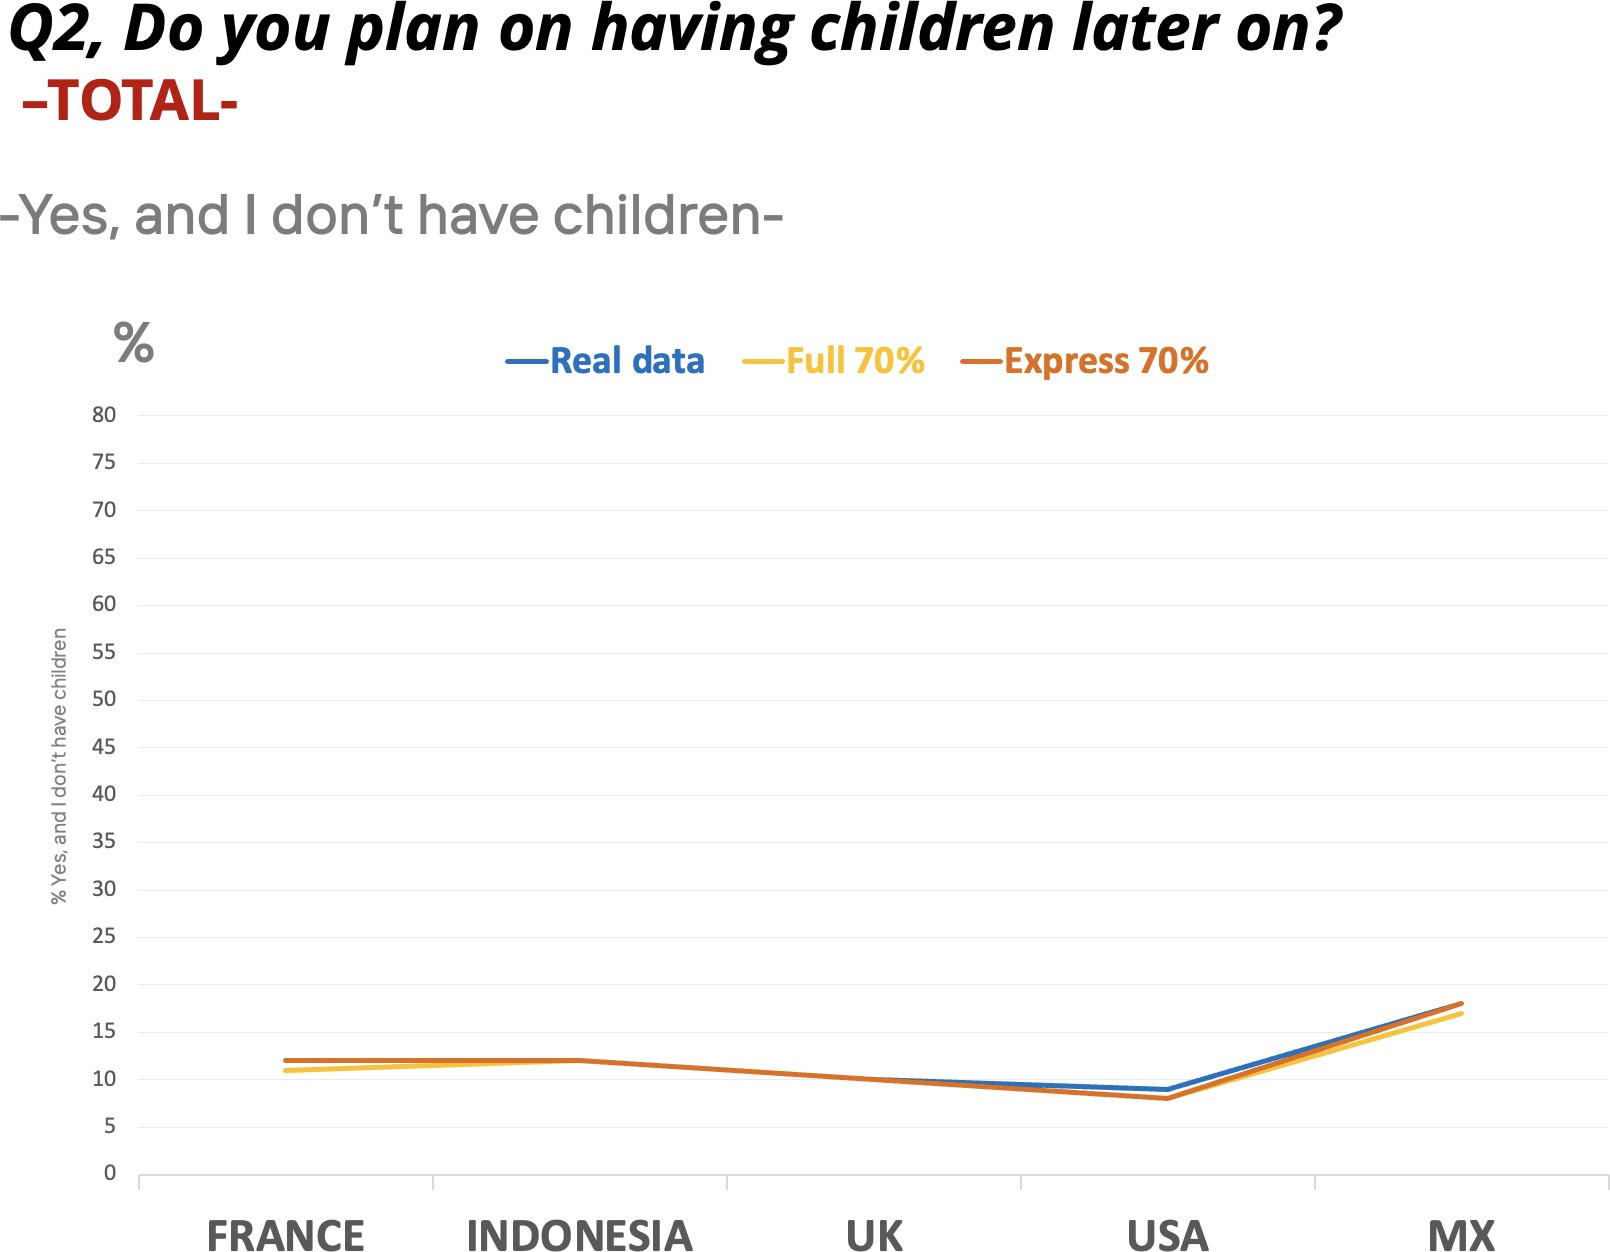 Q2, Do you plan on having children later on?
–TOTAL-
-Yes, and I don’t have children-
%
Real data
Full 70%
Express 70%
80
75
70
65
60
55
50
45
40
35
30
25
20
15
10
5
0
% Yes, and I don’t have children
FRANCE
INDONESIA
UK
USA
MX